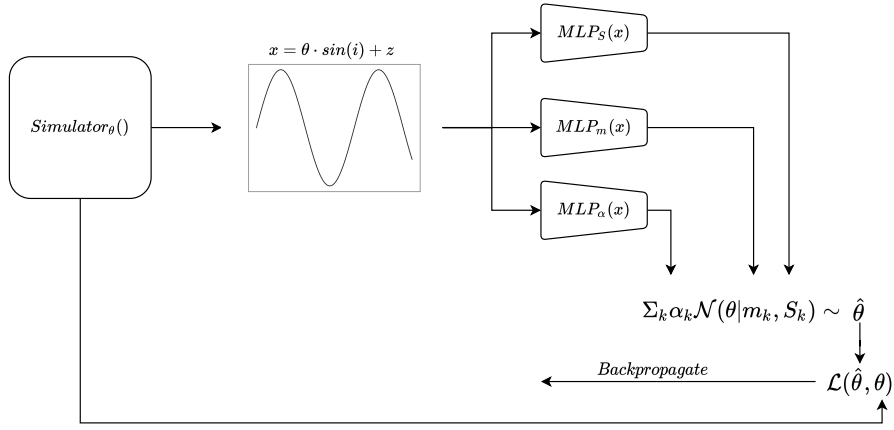 x = θ · sin(i) + z
MLP_S(x)
Simulator_θ()
MLP_m(x)
MLP_α(x)
Σ_k α_k 𝒩(θ|m_k, S_k) ∼ θ̂
Backpropagate
ℒ(θ̂, θ)